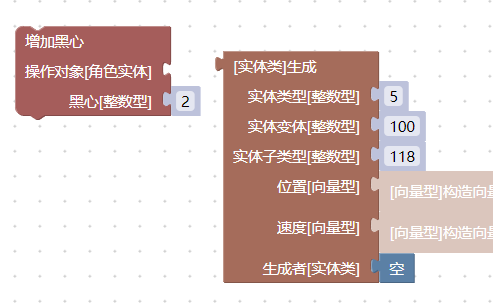 增加黑心
操作对象[角色实体]
黑心[整数型] 2
[实体类]生成
实体类型[整数型] 5
实体变体[整数型] 100
实体子类型[整数型] 118
位置[向量型] [向量型]构造向量
速度[向量型] [向量型]构造向量
生成者[实体类] 空